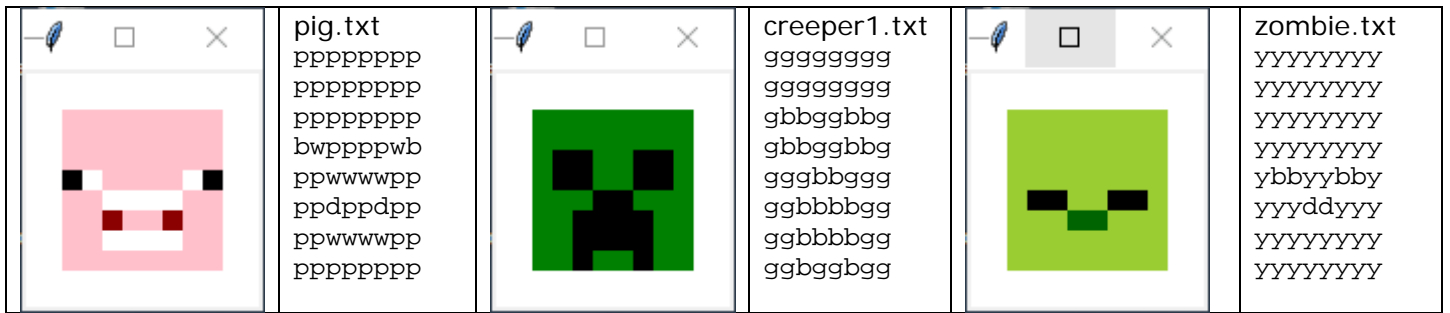 pig.txt
pppppppp
pppppppp
pppppppp
bwppppwb
ppwwwwpp
ppdppdpp
ppwwwwpp
pppppppp
creeper1.txt
gggggggg
gggggggg
gbbggbbg
gbbggbbg
gggbbggg
ggbbbbgg
ggbbbbgg
ggbggbgg
zombie.txt
yyyyyyyy
yyyyyyyy
yyyyyyyy
yyyyyyyy
ybbyybby
yyyddyyy
yyyyyyyy
yyyyyyyy